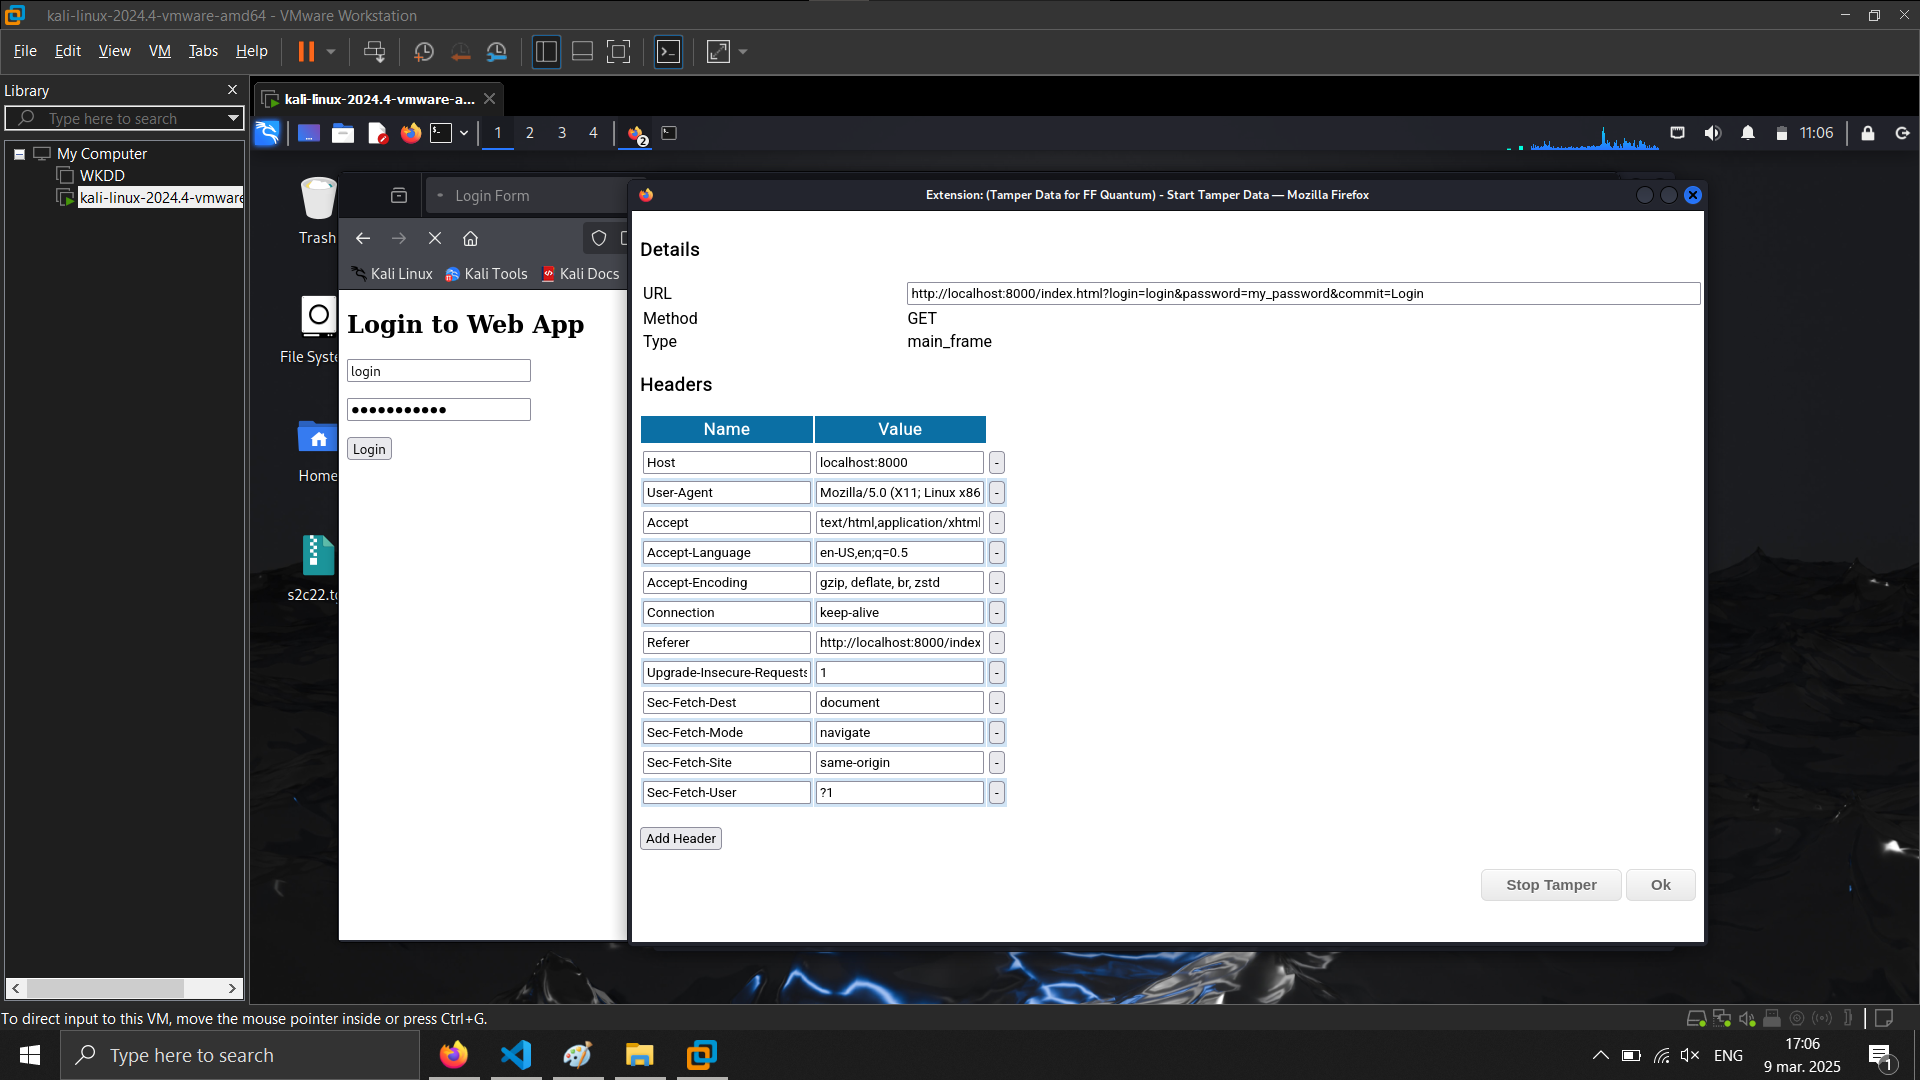 kali-linux-2024.4-vmware-amd64 - VMware Workstation
File Edit View VM Tabs Help
Library
Type here to search
My Computer
WKDD
kali-linux-2024.4-vmware
kali-linux-2024.4-vmware-a...
1 2 3 4
2
11:06
Trash
File Syste
Home
s2c22.tg
Login Form
Kali Linux Kali Tools Kali Docs
Login to Web App
login
Login
Extension: (Tamper Data for FF Quantum) - Start Tamper Data — Mozilla Firefox
Details
URL http://localhost:8000/index.html?login=login&password=my_password&commit=Login
Method GET
Type main_frame
Headers
Name Value
Host localhost:8000 -
User-Agent Mozilla/5.0 (X11; Linux x86 -
Accept text/html,application/xhtml -
Accept-Language en-US,en;q=0.5 -
Accept-Encoding gzip, deflate, br, zstd -
Connection keep-alive -
Referer http://localhost:8000/index -
Upgrade-Insecure-Requests 1 -
Sec-Fetch-Dest document -
Sec-Fetch-Mode navigate -
Sec-Fetch-Site same-origin -
Sec-Fetch-User ?1 -
Add Header
Stop Tamper Ok
To direct input to this VM, move the mouse pointer inside or press Ctrl+G.
Type here to search
ENG
17:06
9 mar. 2025
1